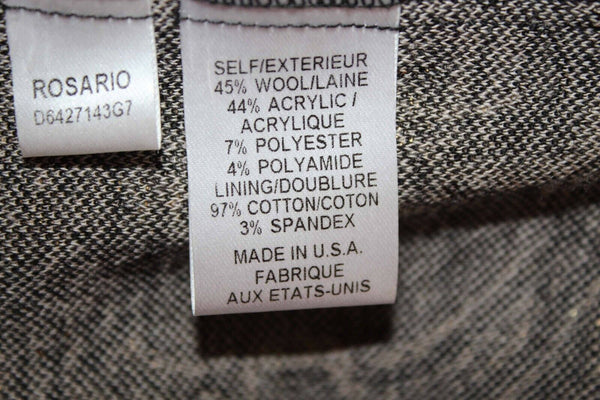 ROSARIO
D6427143G7
SELF/EXTERIEUR
45% WOOL/LAINE
44% ACRYLIC /
ACRYLIQUE
7% POLYESTER
4% POLYAMIDE
LINING/DOUBLURE
97% COTTON/COTON
3% SPANDEX
MADE IN U.S.A.
FABRIQUE
AUX ETATS-UNIS